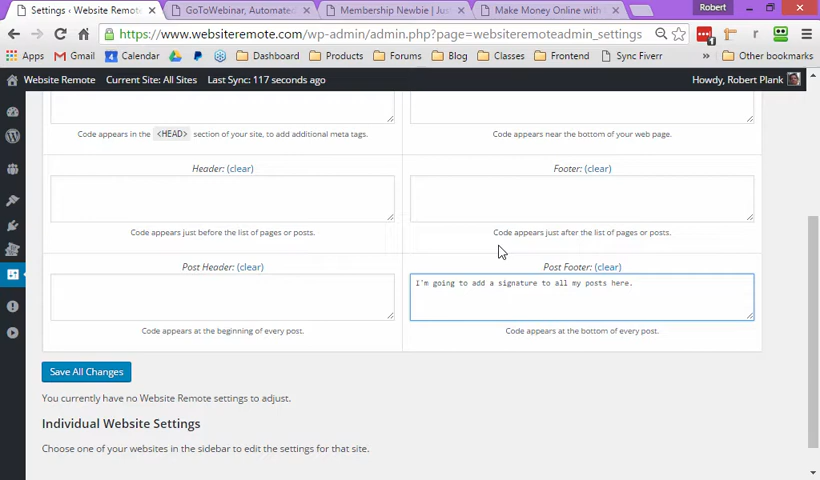 Robert
Settings ‹ Website Remote
GoToWebinar, Automated
Membership Newbie | Jus
Make Money Online with
https://www.websiteremote.com/wp-admin/admin.php?page=websiteremoteadmin_settings
1
Apps Gmail Calendar Dashboard Products Forums Blog Classes Frontend Sync Fiverr » Other bookmarks
Website Remote Current Site: All Sites Last Sync: 117 seconds ago Howdy, Robert Plank
Code appears in the <HEAD> section of your site, to add additional meta tags.
Code appears near the bottom of your web page.
Header: (clear)
Footer: (clear)
Code appears just before the list of pages or posts.
Code appears just after the list of pages or posts.
Post Header: (clear)
Post Footer: (clear)
I'm going to add a signature to all my posts here.
Code appears at the beginning of every post.
Code appears at the bottom of every post.
Save All Changes
You currently have no Website Remote settings to adjust.
Individual Website Settings
Choose one of your websites in the sidebar to edit the settings for that site.